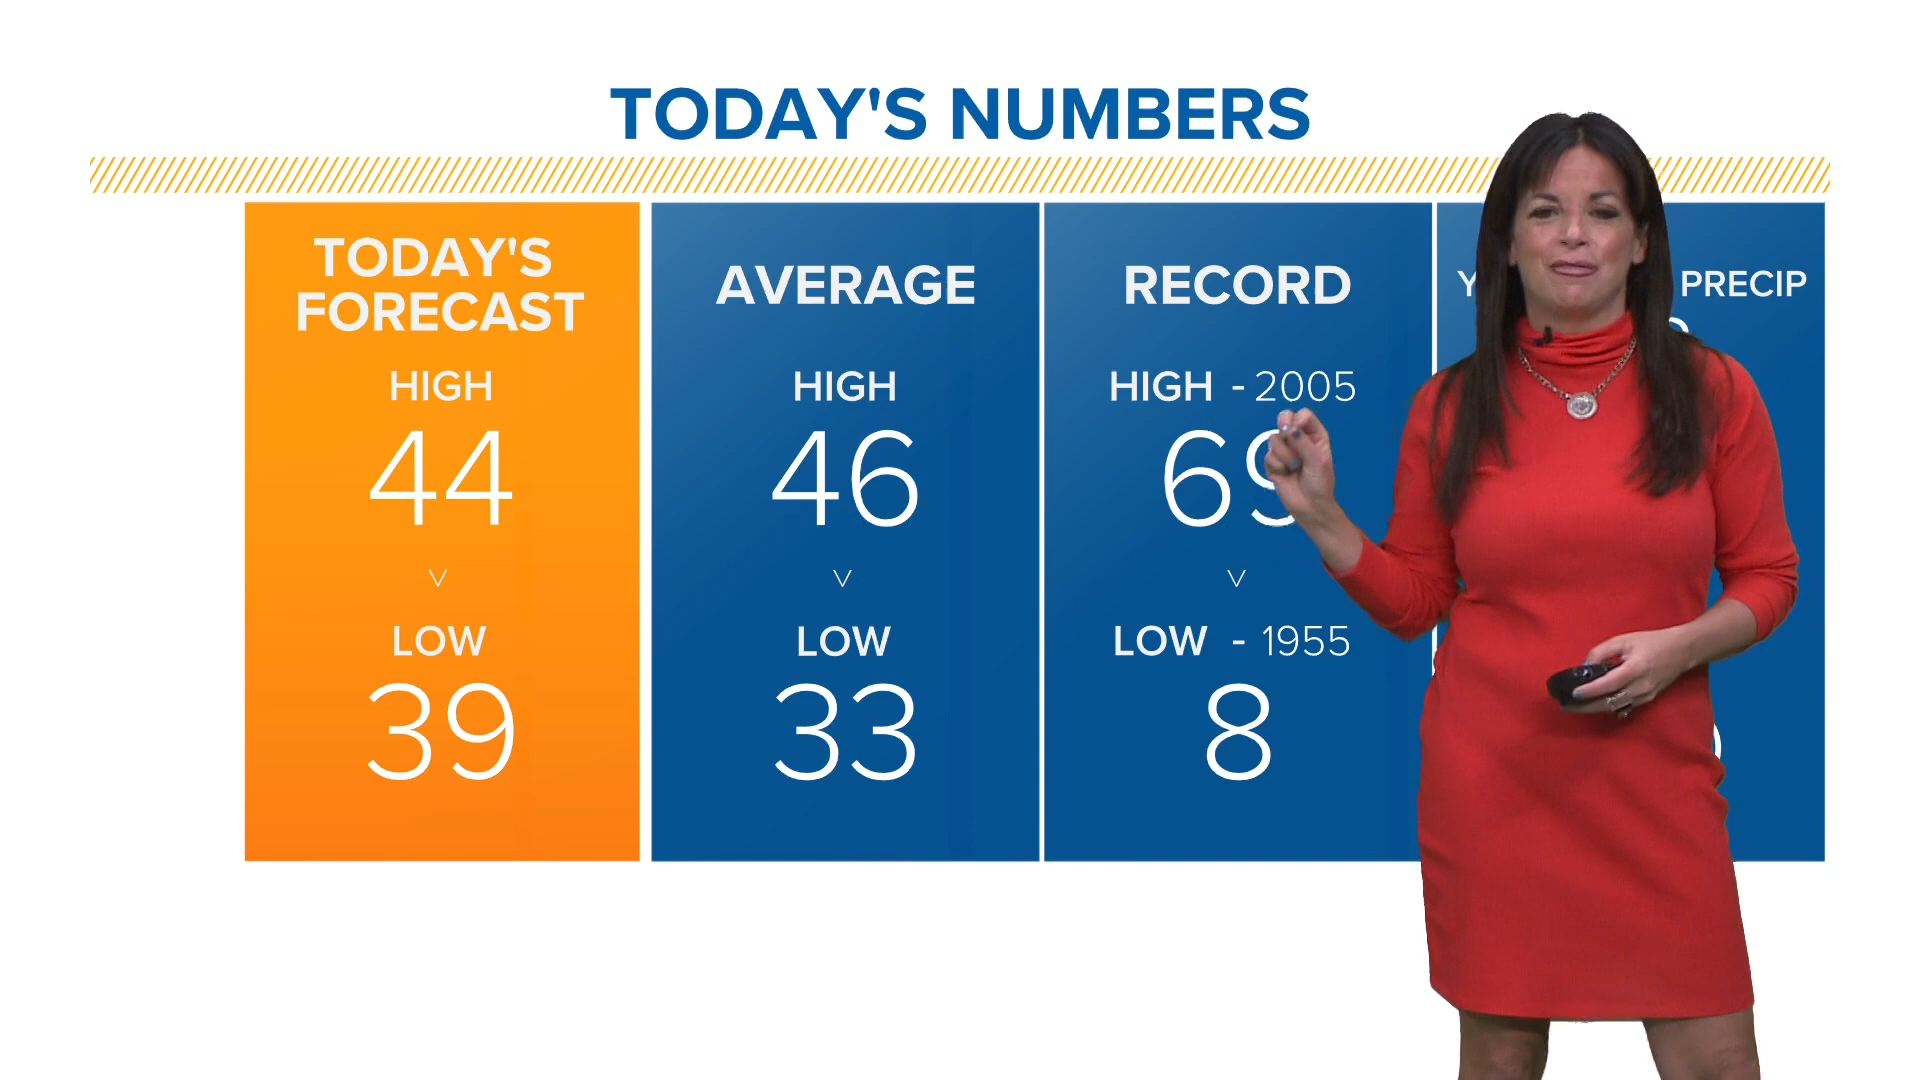 TODAY'S NUMBERS
TODAY'S
FORECAST
HIGH
44
LOW
39
AVERAGE
HIGH
46
LOW
33
RECORD
HIGH - 2005
69
LOW - 1955
8
PRECIP